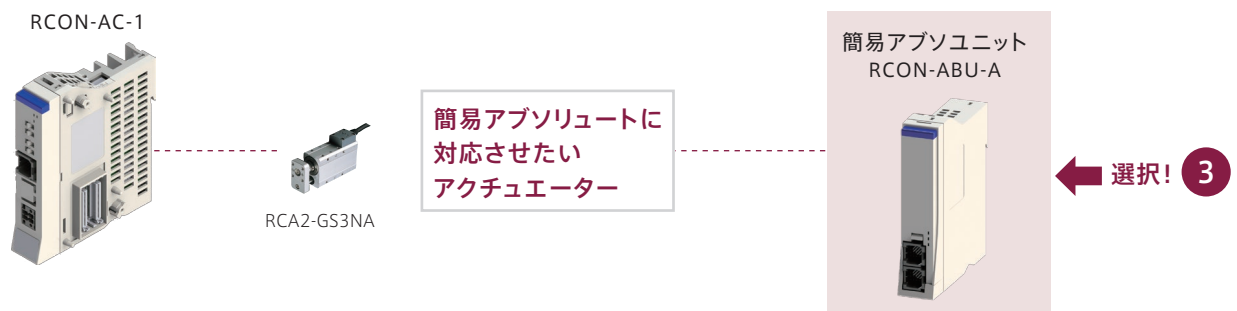 RCON-AC-1
RCA2-GS3NA
簡易アブソリュートに
対応させたい
アクチュエーター
簡易アブソユニット
RCON-ABU-A
選択! 3